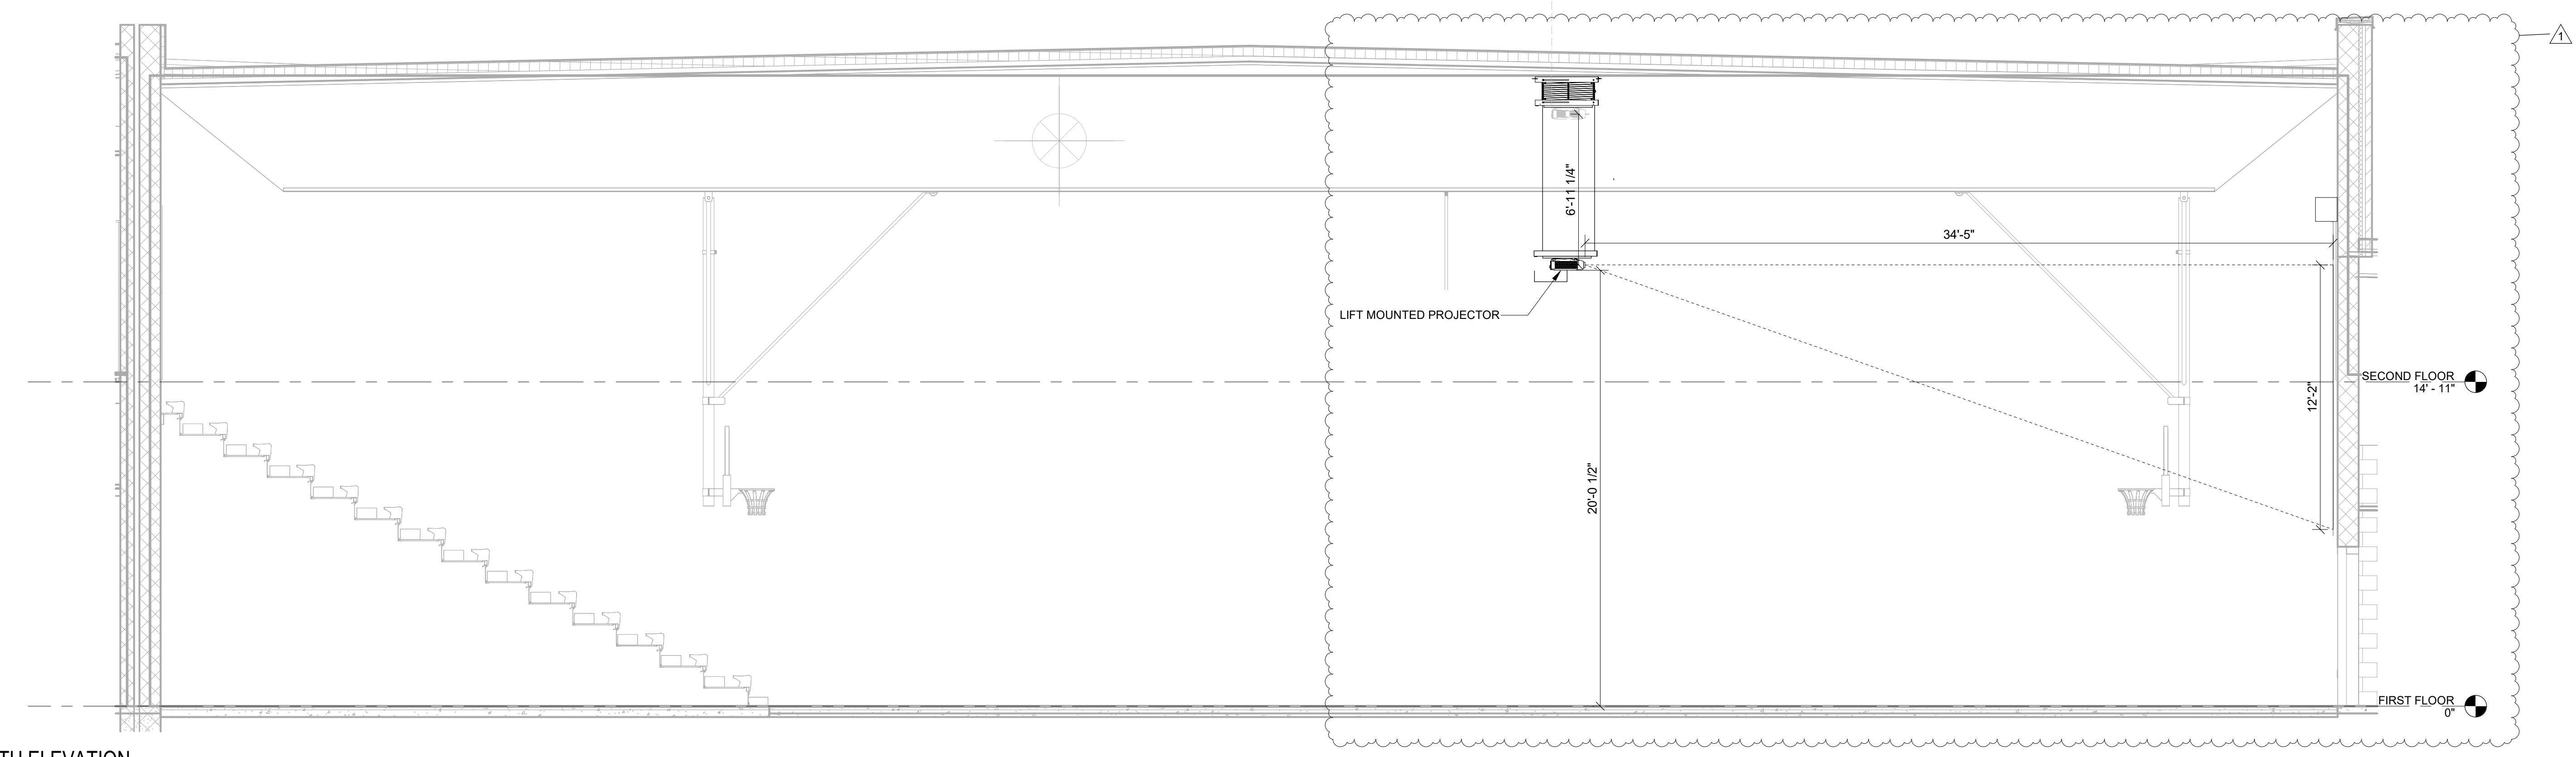 1
6'-11 1/4"
34'-5"
LIFT MOUNTED PROJECTOR
SECOND FLOOR
14' - 11"
12'-2"
20'-0 1/2"
FIRST FLOOR
0"
ELEVATION